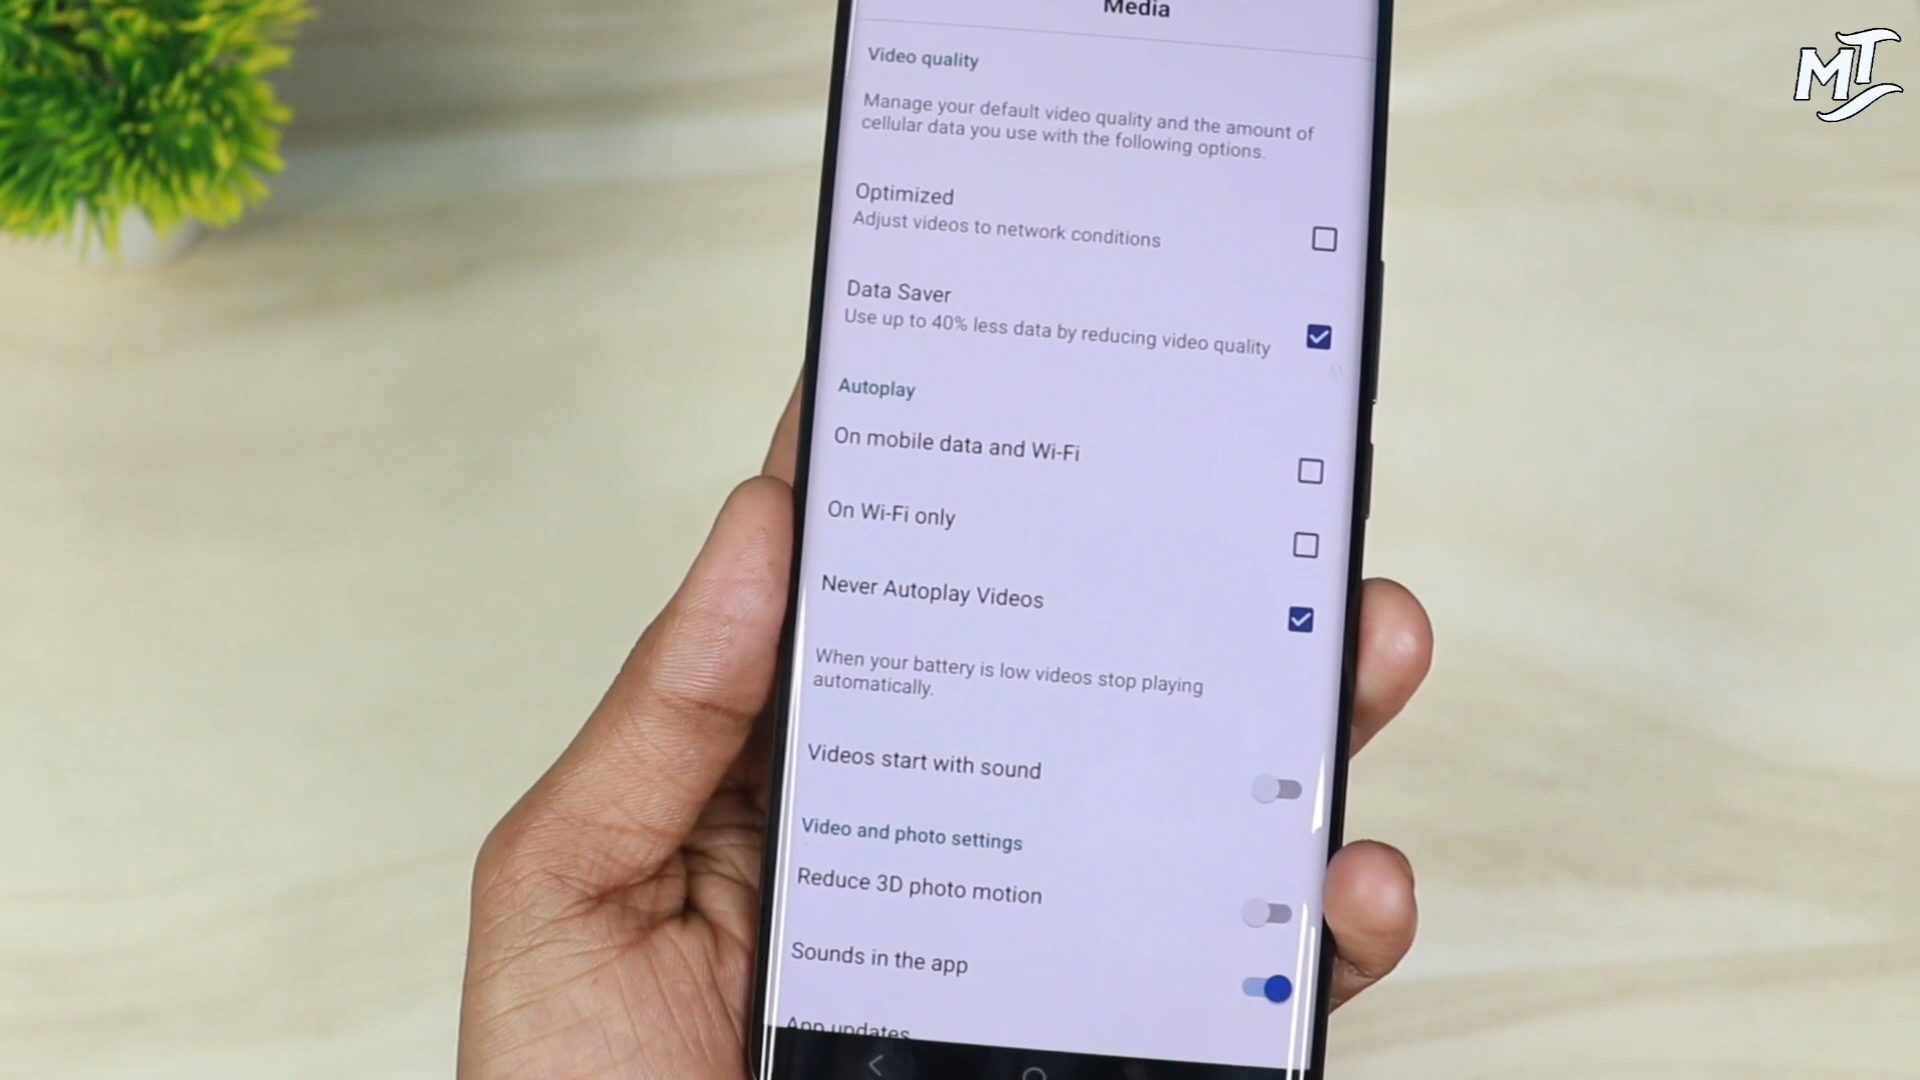 MT
Media
Video quality
Manage your default video quality and the amount of
cellular data you use with the following options.
Optimized
Adjust videos to network conditions
Data Saver
Use up to 40% less data by reducing video quality
Autoplay
On mobile data and Wi-Fi
On Wi-Fi only
Never Autoplay Videos
When your battery is low videos stop playing
automatically.
Videos start with sound
Video and photo settings
Reduce 3D photo motion
Sounds in the app
App updates